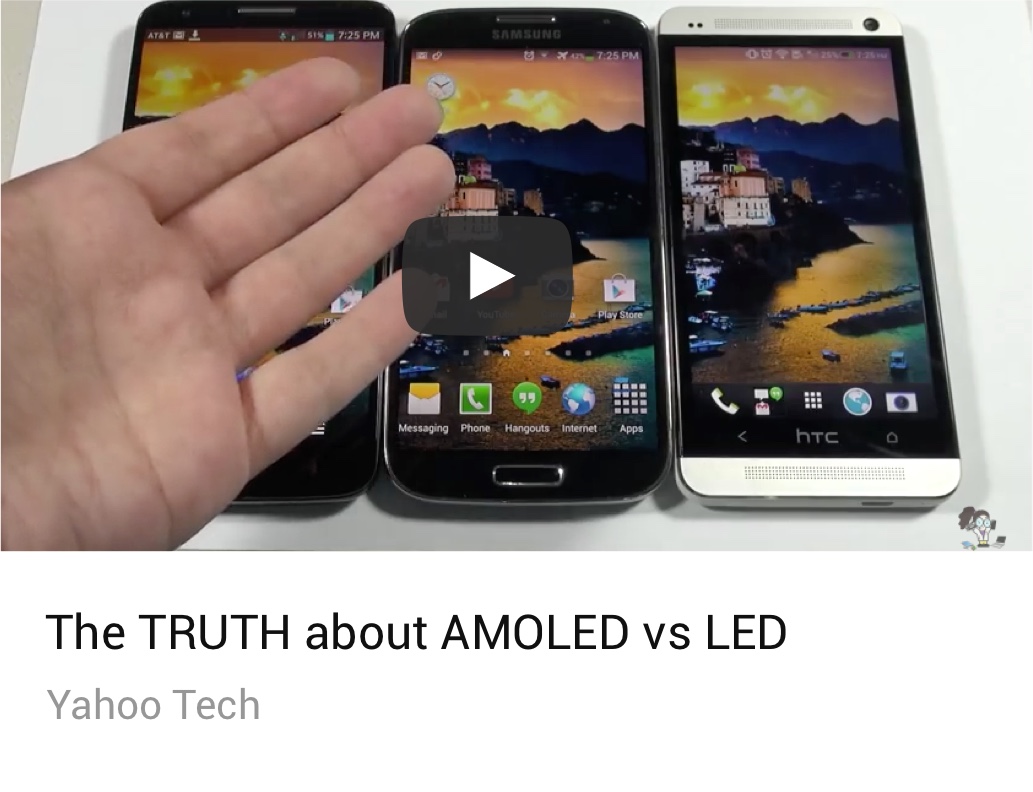 AT&T 51% 7:25 PM
SAMSUNG
42% 7:25 PM
25% 7:25 PM
Play Store
Messaging Phone Hangouts Internet Apps
hTC
The TRUTH about AMOLED vs LED
Yahoo Tech